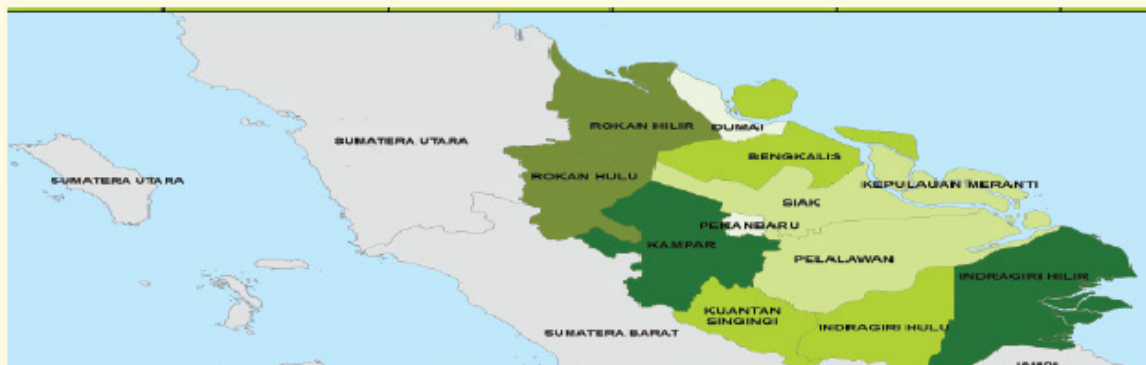 SUMATERA UTARA
SUMATERA UTARA
ROKAN HILIR
DUMAI
BENGKALIS
ROKAN HULU
KEPULAUAN MERANTI
SIAK
PEKANBARU
KAMPAR
PELALAWAN
INDRAGIRI HILIR
KUANTAN
SINGINGI
INDRAGIRI HULU
SUMATERA BARAT